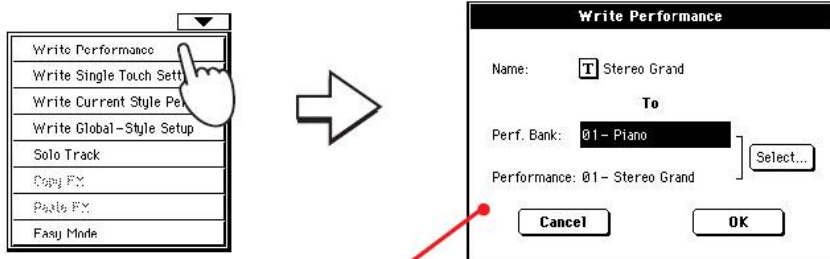 Write Performance
Write Single Touch Sett
Write Current Style Pe
Write Global-Style Setup
Solo Track
Copy FX
Paste FX
Easy Mode
Write Performance
Name: T Stereo Grand
To
Perf. Bank: 01- Piano
Select...
Performance: 01- Stereo Grand
Cancel OK